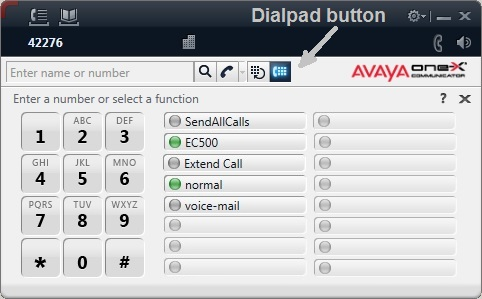 Dialpad button
42276
Enter name or number
AVAYA one-X
COMMUNICATOR
Enter a number or select a function ? X
1 ABC 2 DEF 3
GHI 4 JKL 5 MNO 6
PQRS 7 TUV 8 WXYZ 9
* 0 #
SendAllCalls
EC500
Extend Call
normal
voice-mail